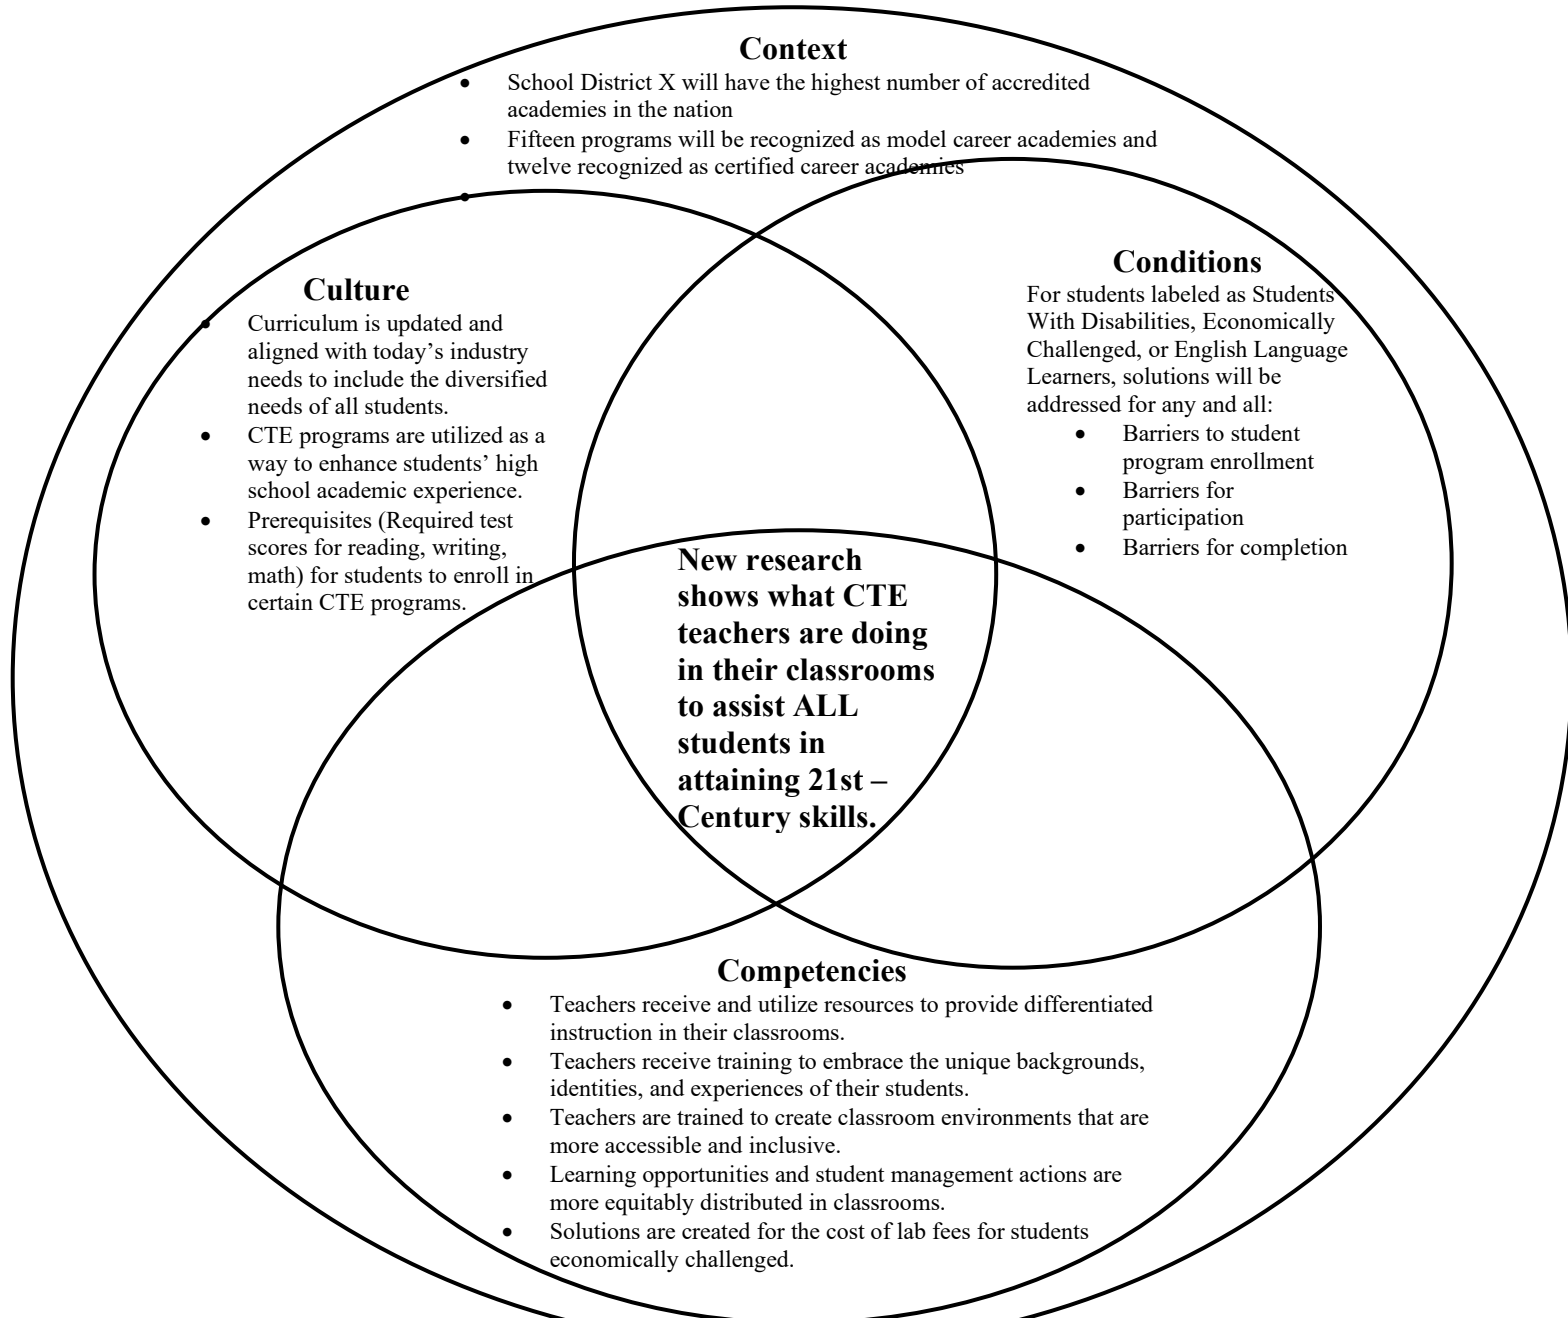 Context
• School District X will have the highest number of accredited
academies in the nation
• Fifteen programs will be recognized as model career academies and
twelve recognized as certified career academies
•
Culture
• Curriculum is updated and
aligned with today’s industry
needs to include the diversified
needs of all students.
• CTE programs are utilized as a
way to enhance students’ high
school academic experience.
• Prerequisites (Required test
scores for reading, writing,
math) for students to enroll in
certain CTE programs.
Conditions
For students labeled as Students
With Disabilities, Economically
Challenged, or English Language
Learners, solutions will be
addressed for any and all:
• Barriers to student
program enrollment
• Barriers for
participation
• Barriers for completion
New research
shows what CTE
teachers are doing
in their classrooms
to assist ALL
students in
attaining 21st –
Century skills.
Competencies
• Teachers receive and utilize resources to provide differentiated
instruction in their classrooms.
• Teachers receive training to embrace the unique backgrounds,
identities, and experiences of their students.
• Teachers are trained to create classroom environments that are
more accessible and inclusive.
• Learning opportunities and student management actions are
more equitably distributed in classrooms.
• Solutions are created for the cost of lab fees for students
economically challenged.